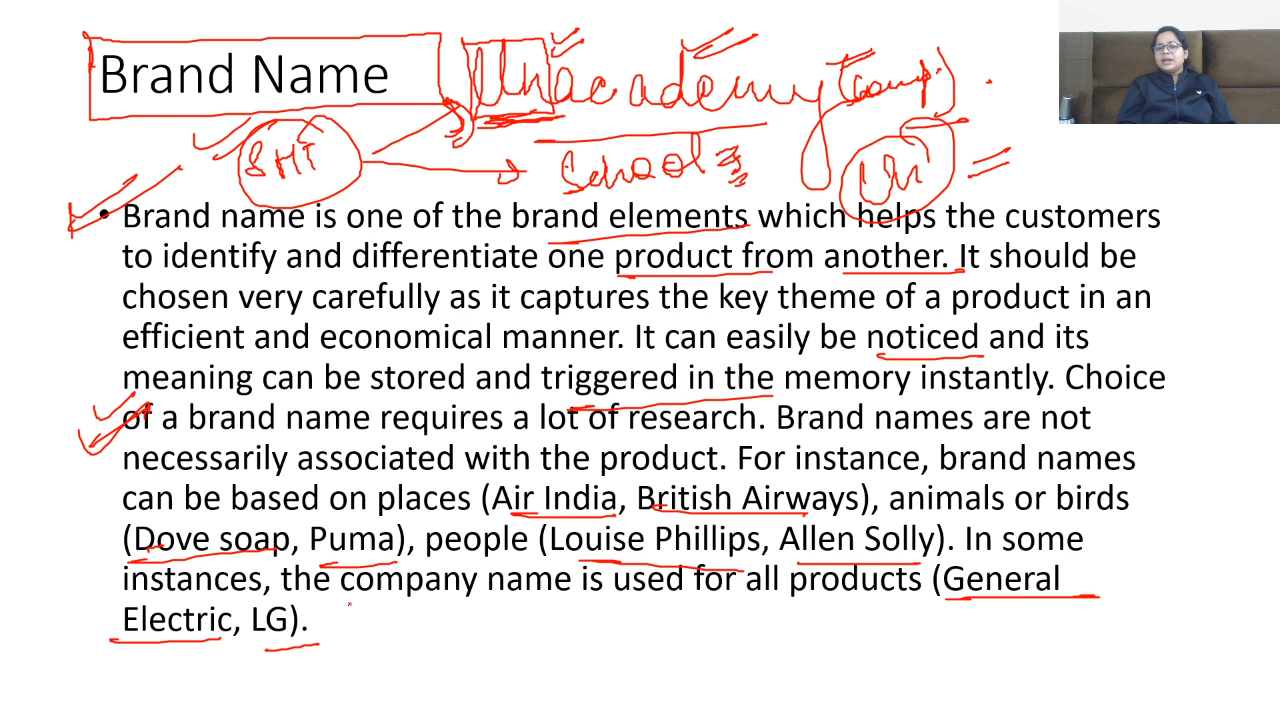 Brand Name
Unacademy (comp.)
SHT
School
Brand name is one of the brand elements which helps the customers
to identify and differentiate one product from another. It should be
chosen very carefully as it captures the key theme of a product in an
efficient and economical manner. It can easily be noticed and its
meaning can be stored and triggered in the memory instantly. Choice
of a brand name requires a lot of research. Brand names are not
necessarily associated with the product. For instance, brand names
can be based on places (Air India, British Airways), animals or birds
(Dove soap, Puma), people (Louise Phillips, Allen Solly). In some
instances, the company name is used for all products (General
Electric, LG).